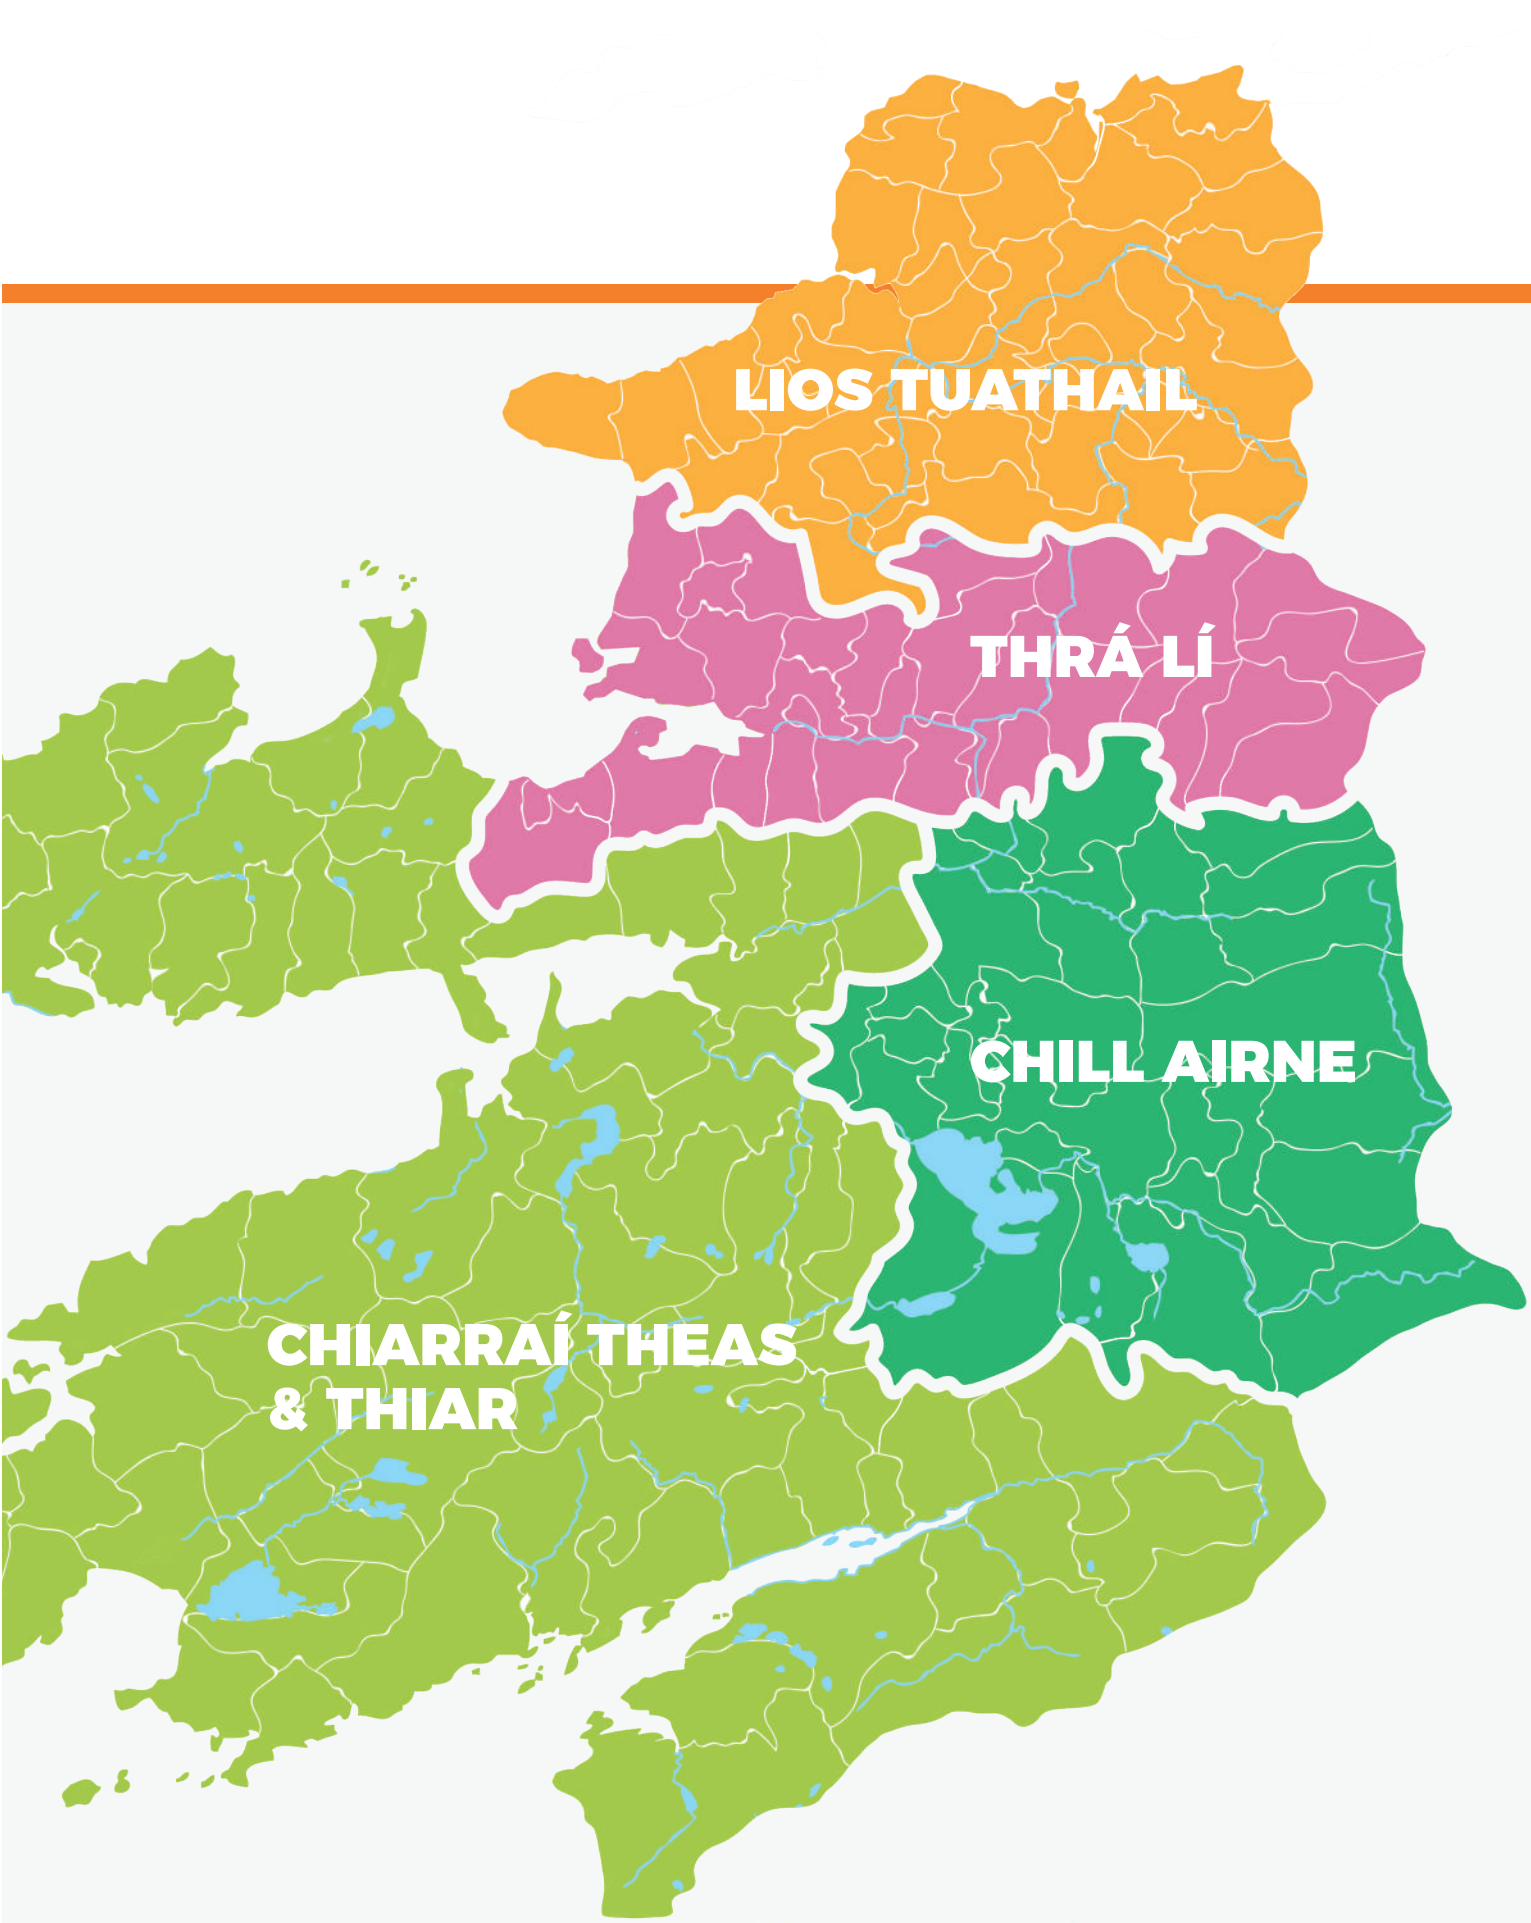 LIOS TUATHAIL
THRÁ LÍ
CHILL AIRNE
CHIARRAÍ THEAS
& THIAR